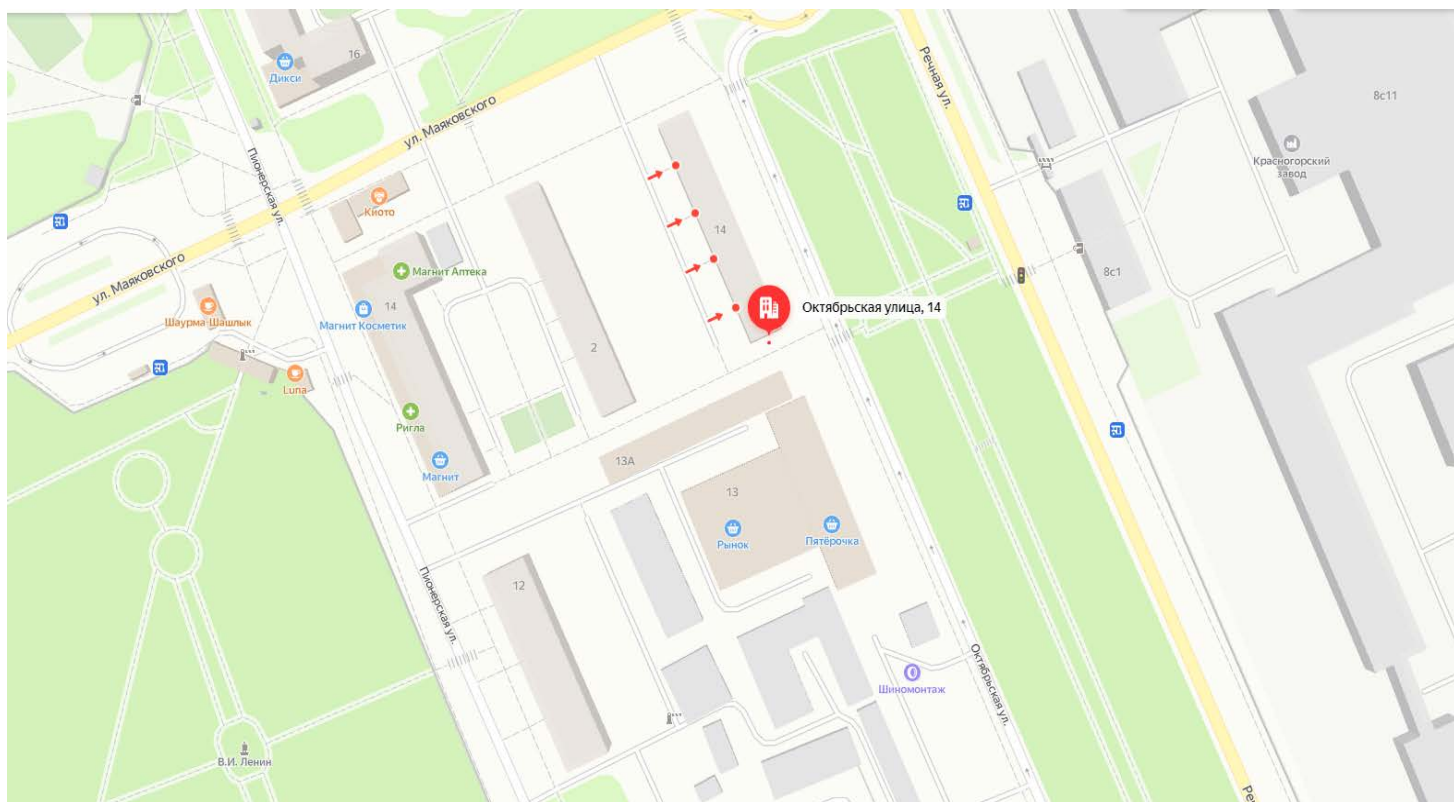 16
Дикси
Речная ул.
8с11
Красногорский
завод
ул. Маяковского
Пионерская ул.
Киото
14
8с1
Магнит Аптека
ул. Маяковского
14
Магнит Косметик
Шаурма-Шашлык
Октябрьская улица, 14
2
Luna
Ригла
Магнит
13А
13
Рынок
Пятёрочка
12
Пионерская ул.
Октябрьская ул.
Шиномонтаж
В.И. Ленин
Ре